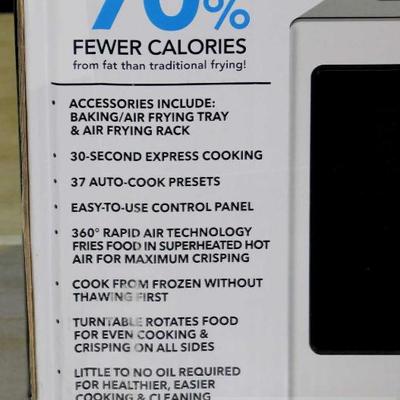 70%
FEWER CALORIES
from fat than traditional frying!
• ACCESSORIES INCLUDE:
BAKING/AIR FRYING TRAY
& AIR FRYING RACK
• 30-SECOND EXPRESS COOKING
• 37 AUTO-COOK PRESETS
• EASY-TO-USE CONTROL PANEL
• 360° RAPID AIR TECHNOLOGY
FRIES FOOD IN SUPERHEATED HOT
AIR FOR MAXIMUM CRISPING
• COOK FROM FROZEN WITHOUT
THAWING FIRST
• TURNTABLE ROTATES FOOD
FOR EVEN COOKING &
CRISPING ON ALL SIDES
• LITTLE TO NO OIL REQUIRED
FOR HEALTHIER, EASIER
COOKING & CLEANING